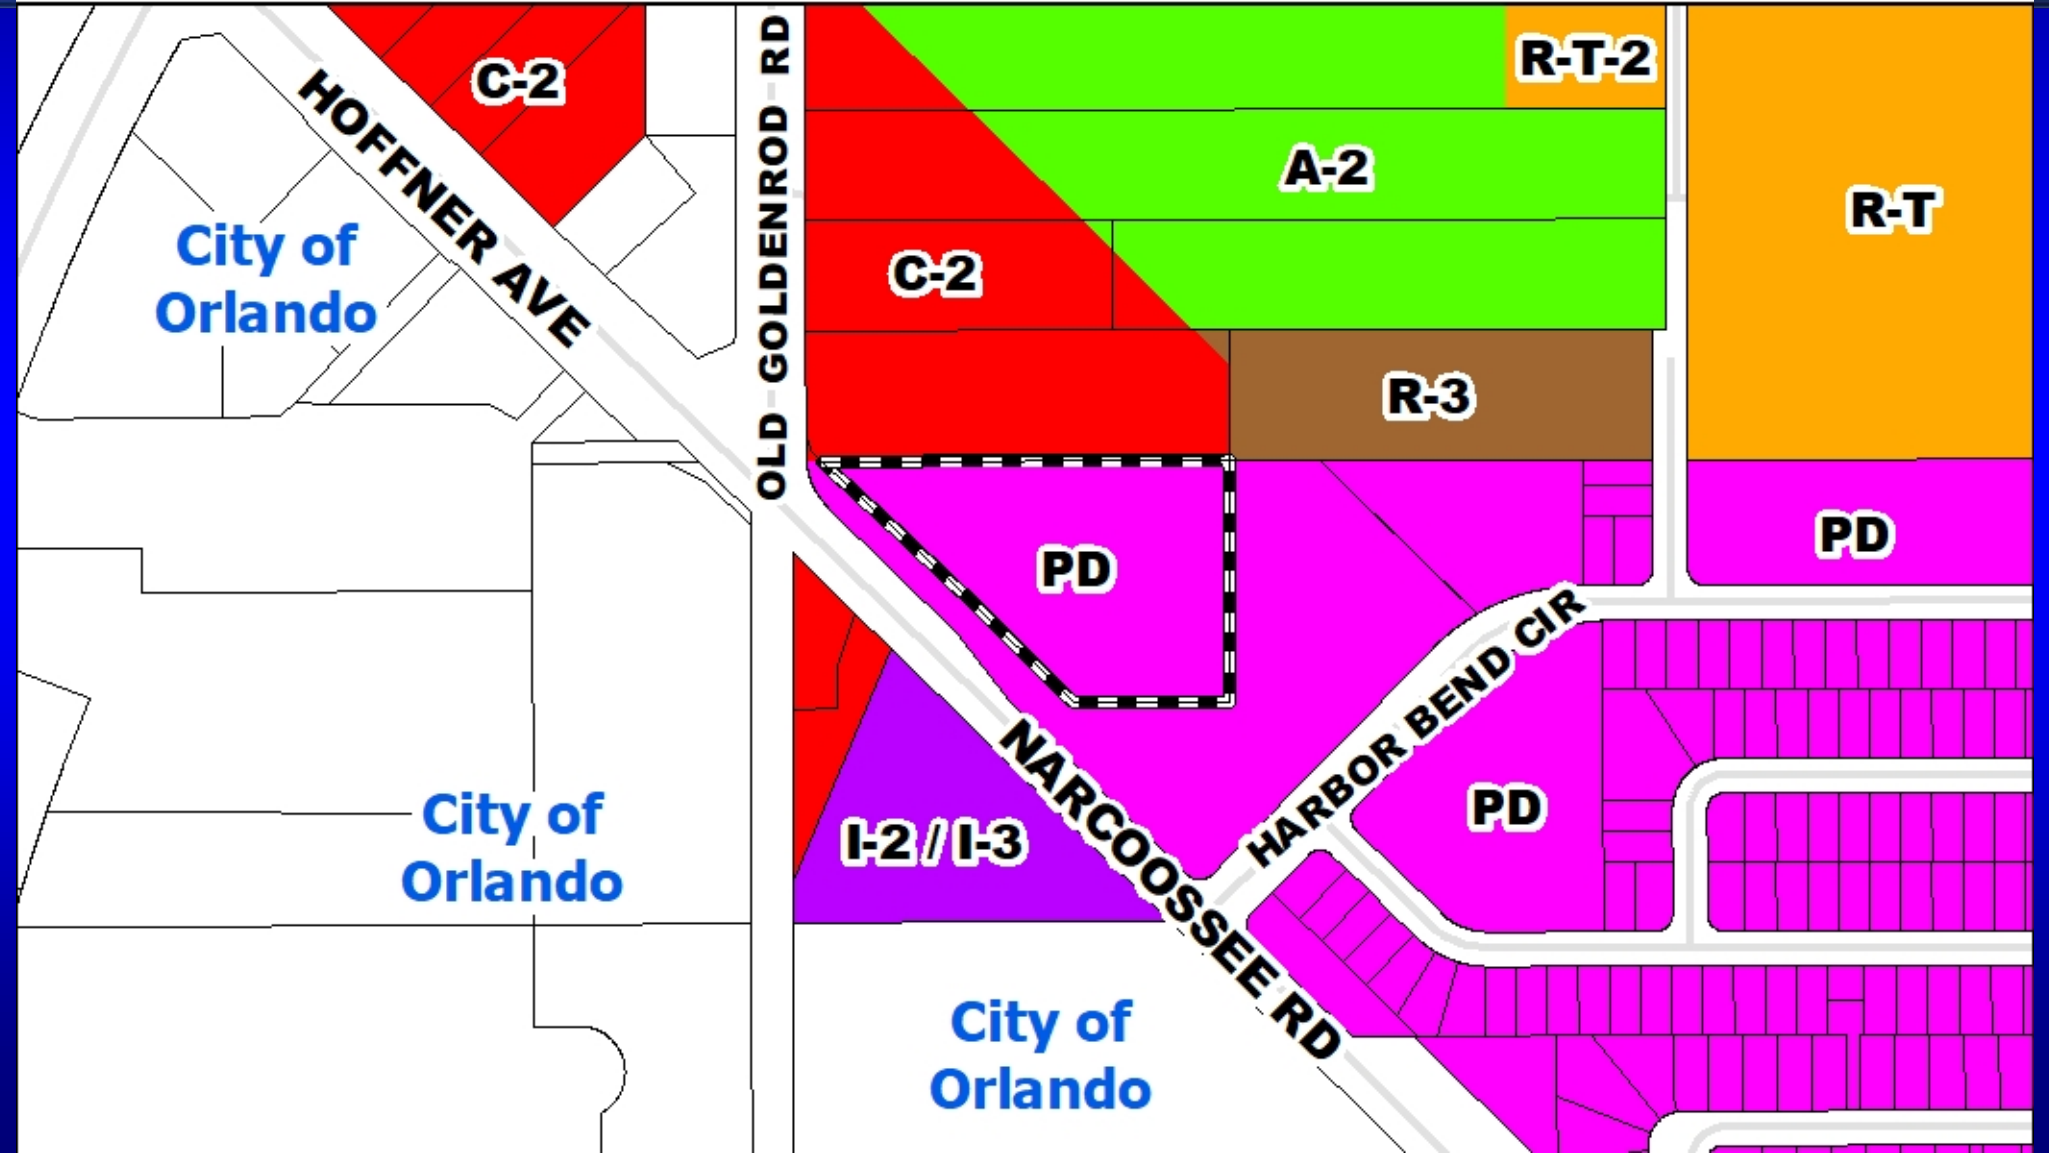 R-T-2
C-2
HOFFNER AVE
OLD GOLDENROD RD
A-2
R-T
City of
Orlando
C-2
R-3
PD
PD
HARBOR BEND CIR
PD
I-2 / I-3
NARCOOSSEE RD
City of
Orlando
City of
Orlando